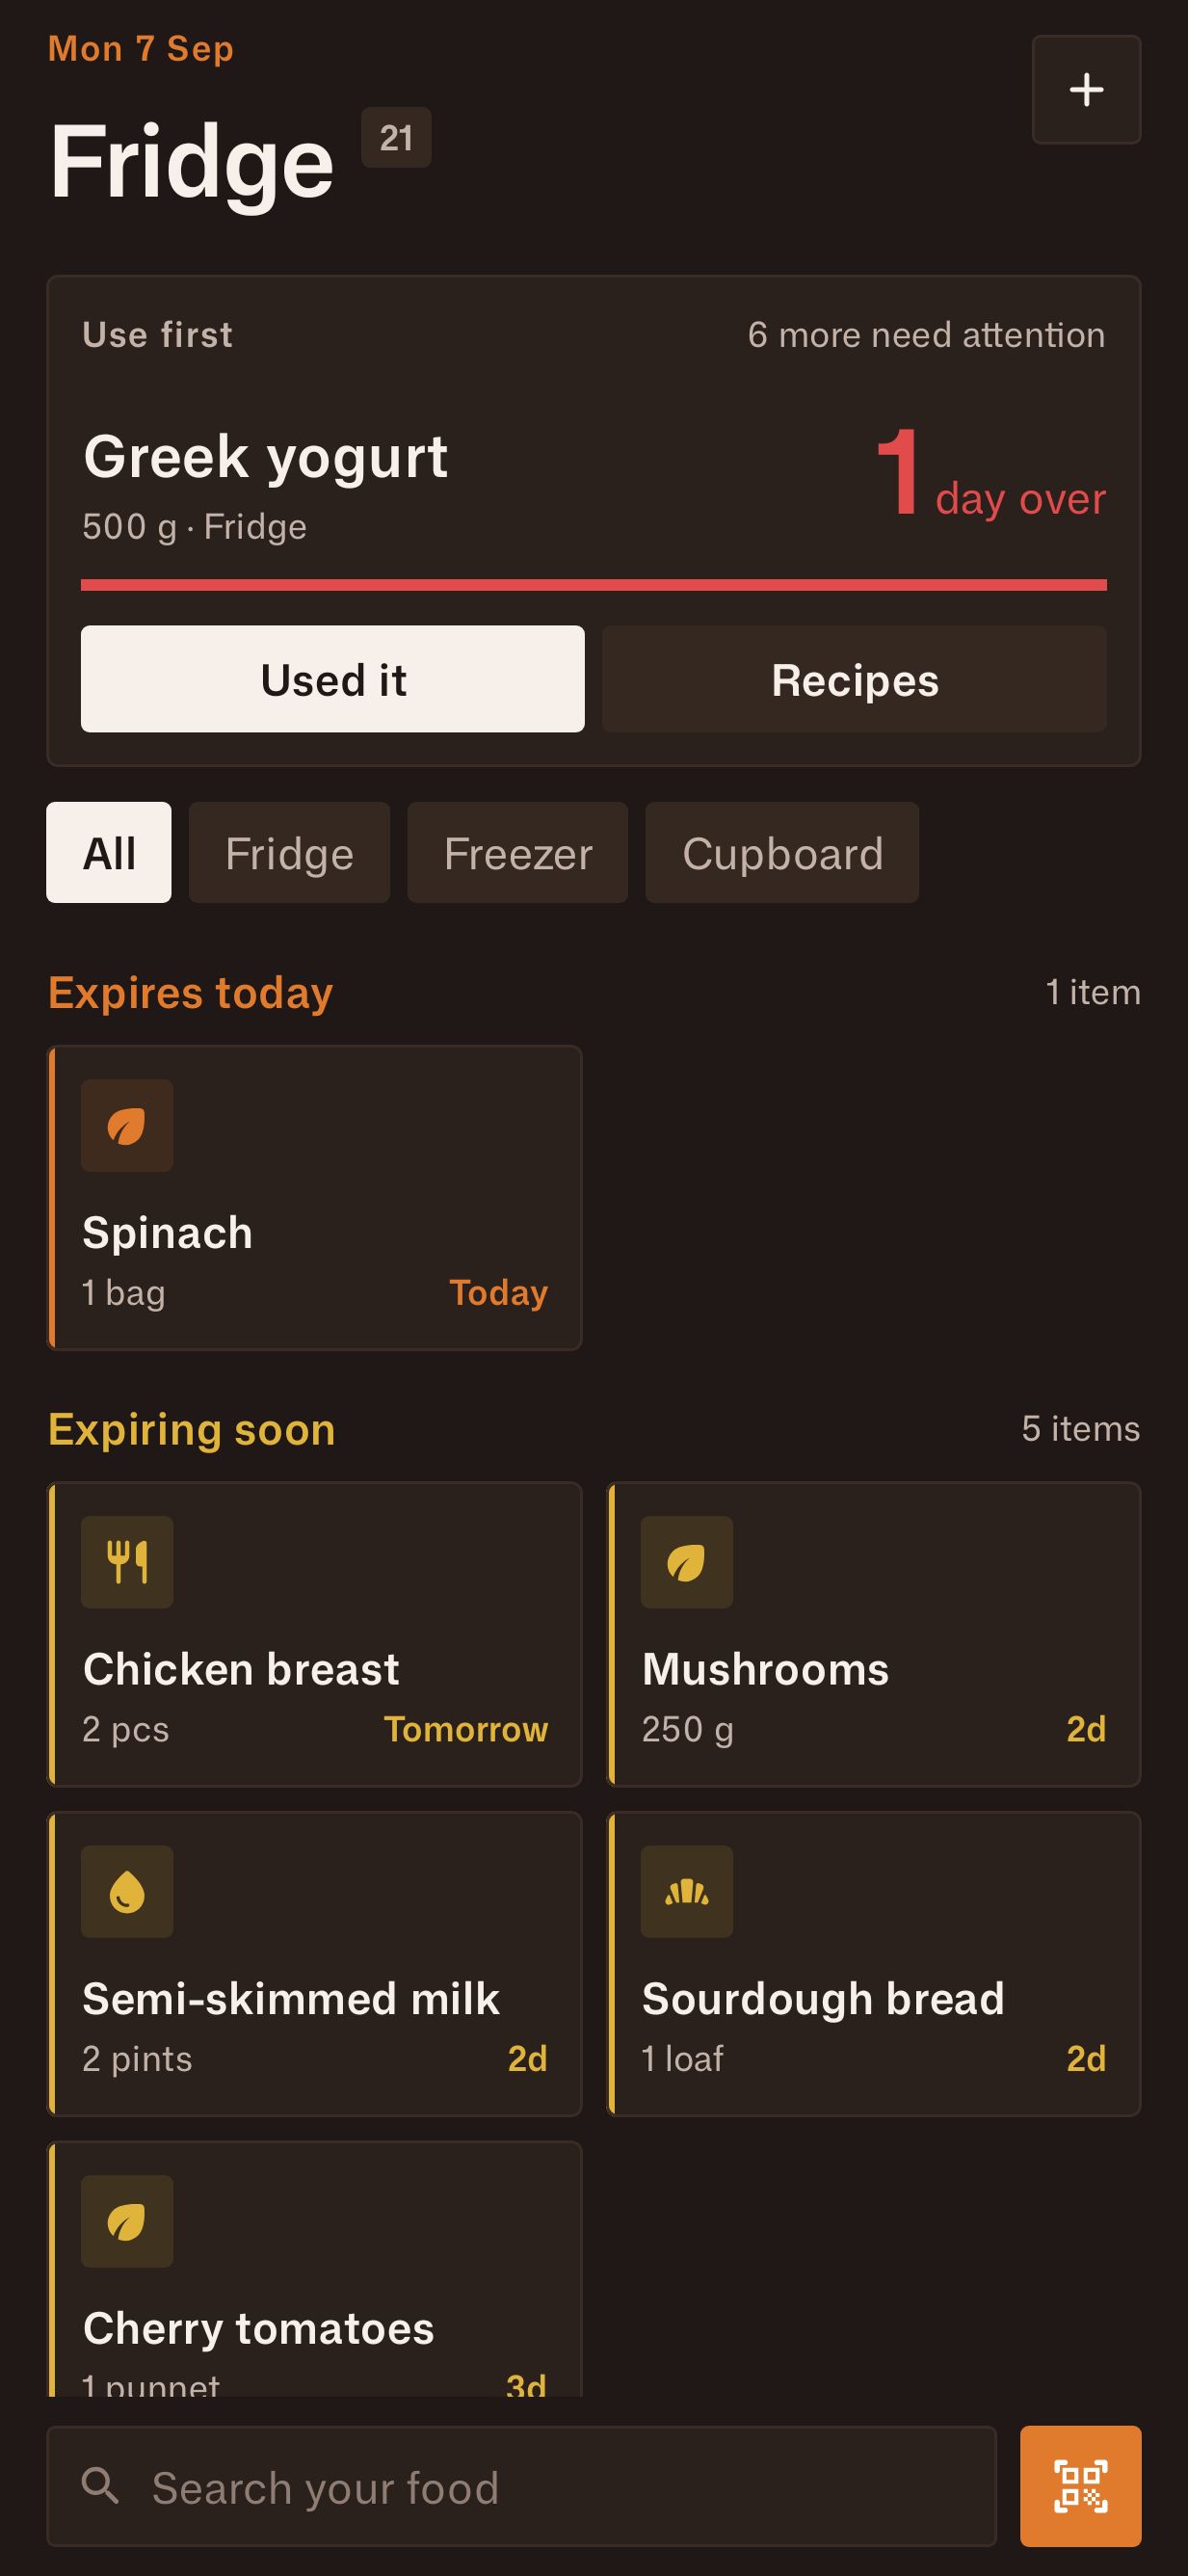 Mon 7 Sep
Fridge 21
Use first 6 more need attention
Greek yogurt 1 day over
500 g · Fridge
Used it Recipes
All Fridge Freezer Cupboard
Expires today 1 item
Spinach
1 bag Today
Expiring soon 5 items
Chicken breast
2 pcs Tomorrow
Mushrooms
250 g 2d
Semi-skimmed milk
2 pints 2d
Sourdough bread
1 loaf 2d
Cherry tomatoes
1 punnet 3d
Search your food